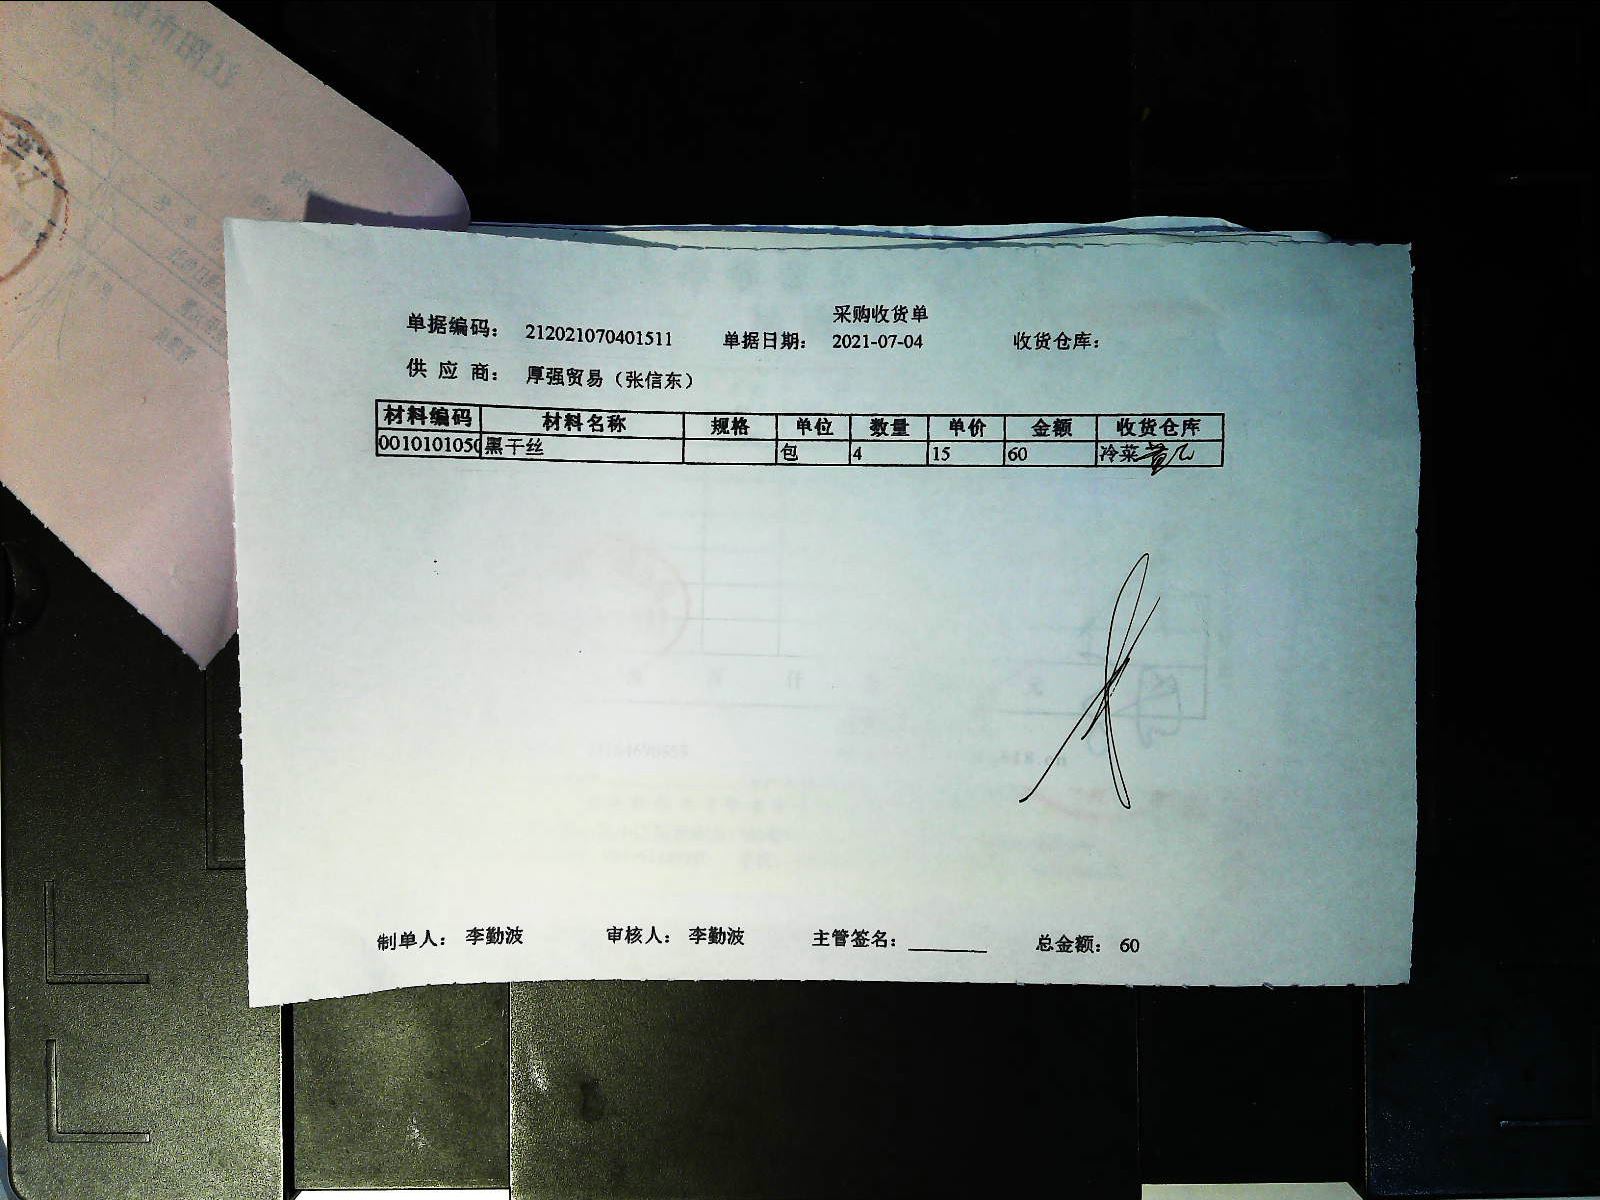 采购收货单
单据编码: 212021070401511 单据日期: 2021-07-04 收货仓库:
供 应 商: 厚强贸易（张信东）
材料编码 材料名称 规格 单位 数量 单价 金额 收货仓库
001010105 黑干丝 包 4 15 60 冷菜
制单人: 李勤波 审核人: 李勤波 主管签名: 总金额: 60